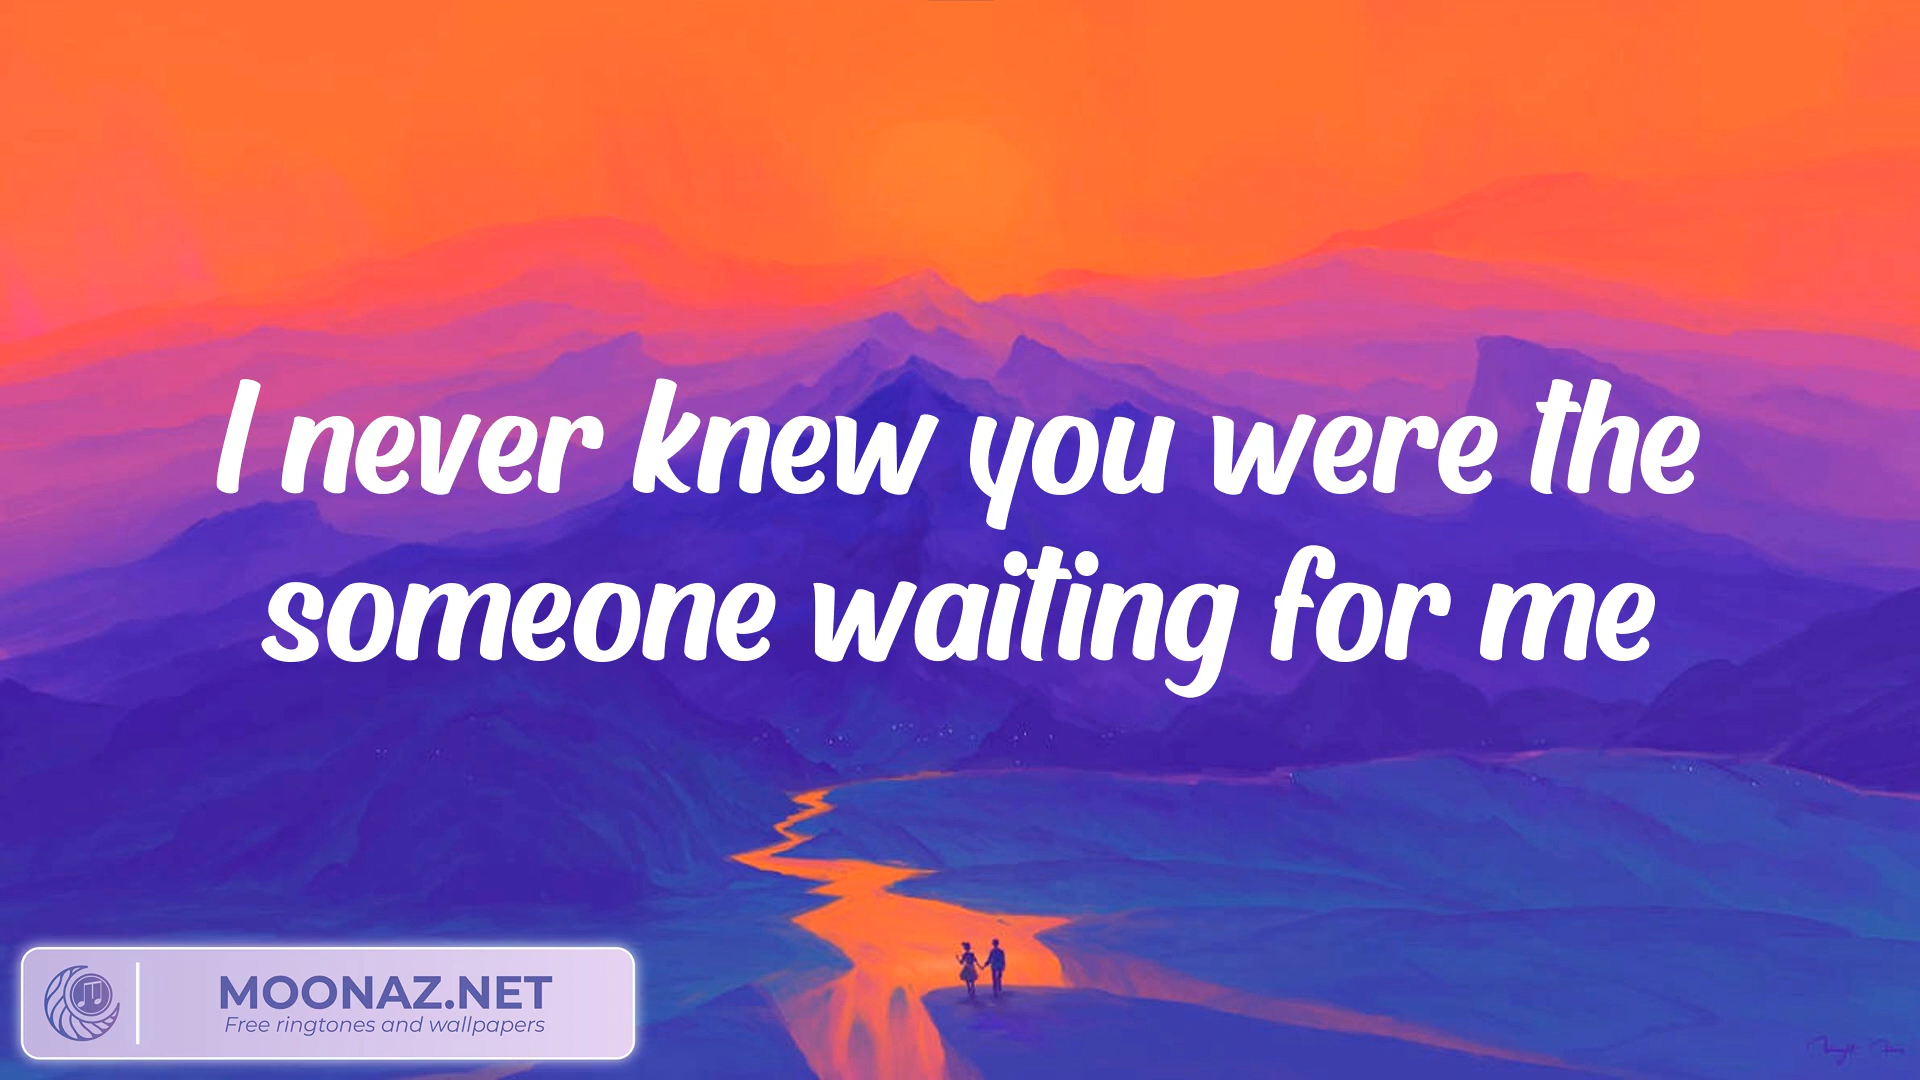 I never knew you were the
someone waiting for me
MOONAZ.NET
Free ringtones and wallpapers